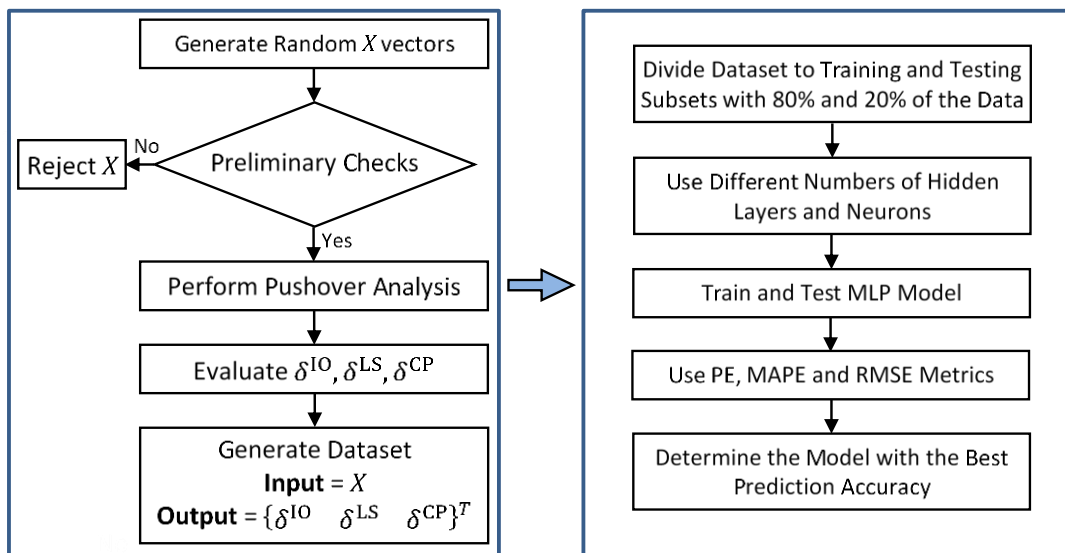 Generate Random X vectors
Preliminary Checks
No
Reject X
Yes
Perform Pushover Analysis
Evaluate δ^IO, δ^LS, δ^CP
Generate Dataset
Input = X
Output = {δ^IO δ^LS δ^CP}^T
Divide Dataset to Training and Testing
Subsets with 80% and 20% of the Data
Use Different Numbers of Hidden
Layers and Neurons
Train and Test MLP Model
Use PE, MAPE and RMSE Metrics
Determine the Model with the Best
Prediction Accuracy